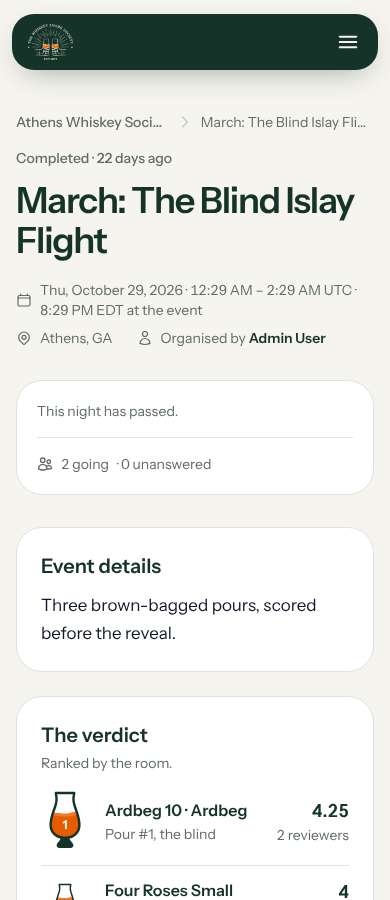 Athens Whiskey Soci...
March: The Blind Islay Fli...
Completed · 22 days ago
March: The Blind Islay
Flight
Thu, October 29, 2026 · 12:29 AM – 2:29 AM UTC ·
8:29 PM EDT at the event
Athens, GA
Organised by Admin User
This night has passed.
2 going · 0 unanswered
Event details
Three brown-bagged pours, scored
before the reveal.
The verdict
Ranked by the room.
1
Ardbeg 10 · Ardbeg
4.25
Pour #1, the blind
2 reviewers
Four Roses Small
4